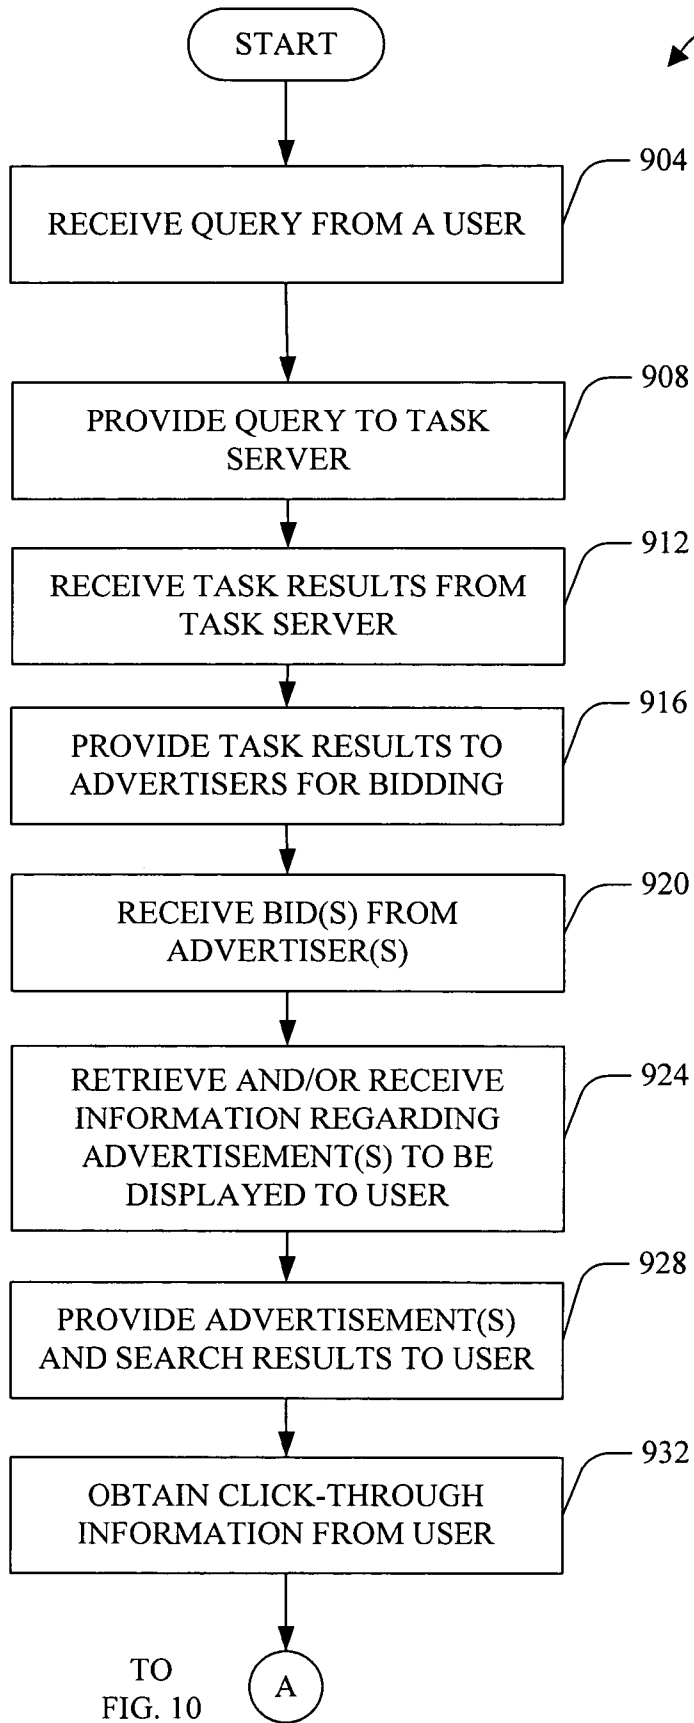 START
904
RECEIVE QUERY FROM A USER
908
PROVIDE QUERY TO TASK
SERVER
912
RECEIVE TASK RESULTS FROM
TASK SERVER
916
PROVIDE TASK RESULTS TO
ADVERTISERS FOR BIDDING
920
RECEIVE BID(S) FROM
ADVERTISER(S)
924
RETRIEVE AND/OR RECEIVE
INFORMATION REGARDING
ADVERTISEMENT(S) TO BE
DISPLAYED TO USER
928
PROVIDE ADVERTISEMENT(S)
AND SEARCH RESULTS TO USER
932
OBTAIN CLICK-THROUGH
INFORMATION FROM USER
TO
FIG. 10
A